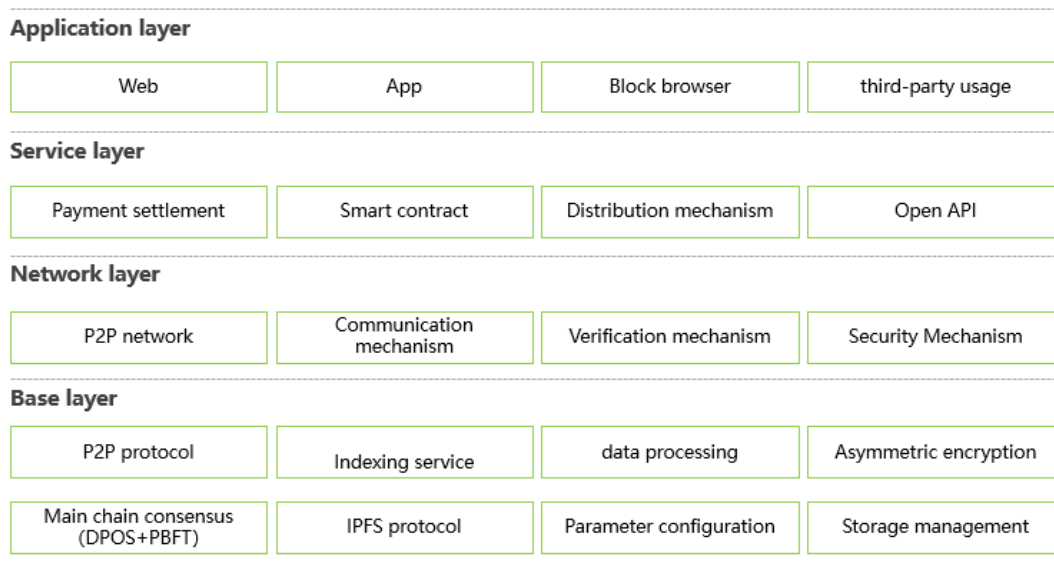 Application layer
Web
App
Block browser
third-party usage
Service layer
Payment settlement
Smart contract
Distribution mechanism
Open API
Network layer
P2P network
Communication
mechanism
Verification mechanism
Security Mechanism
Base layer
P2P protocol
Indexing service
data processing
Asymmetric encryption
Main chain consensus
(DPOS+PBFT)
IPFS protocol
Parameter configuration
Storage management